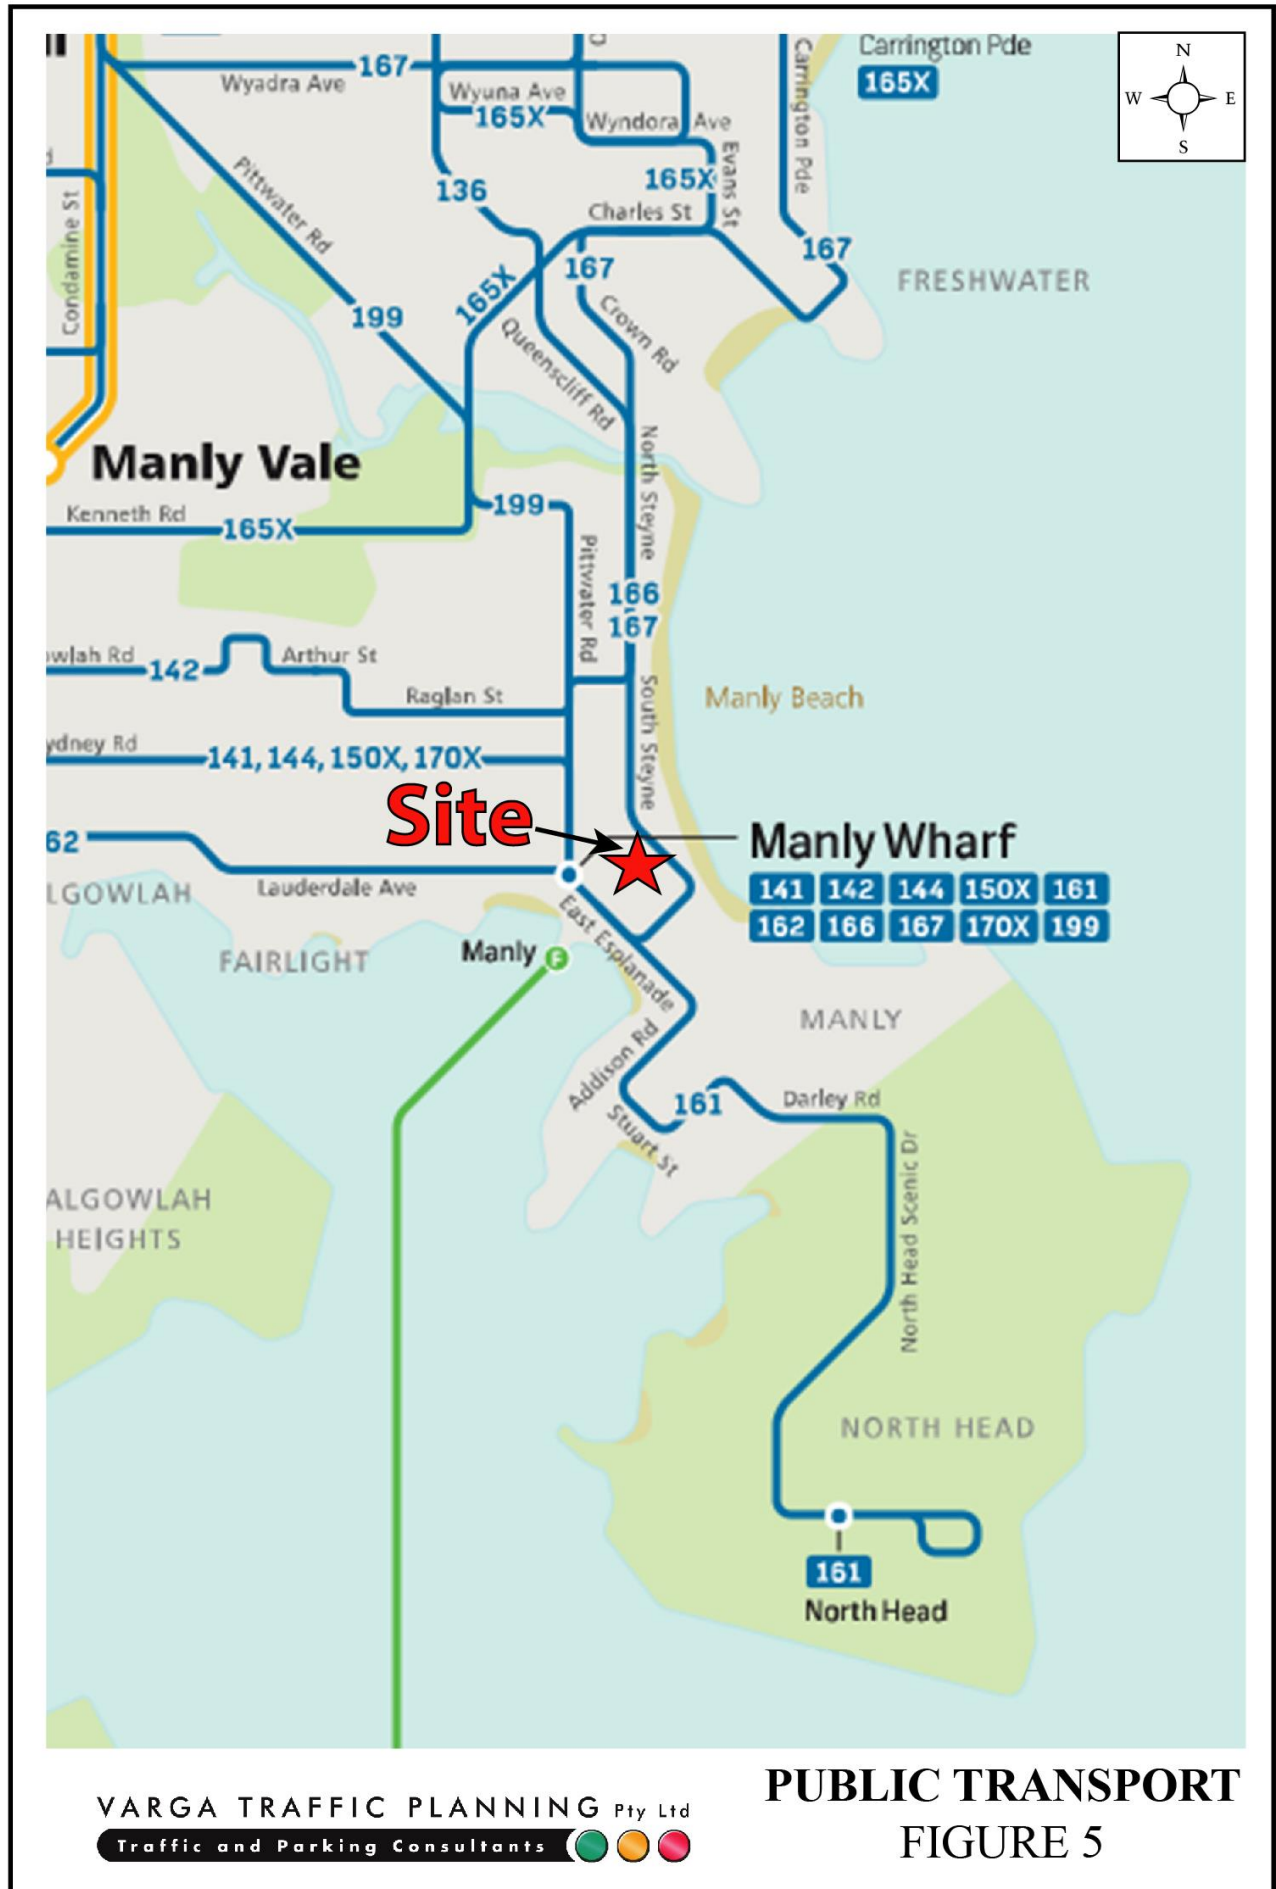 Carrington Pde
165X
N
W E
S
167
Wyadra Ave
Wyuna Ave
165X
Wyndora Ave
Carrington Pde
Evans St
165X
136
Charles St
Pittwater Rd
Condamine St
167
167
165X
FRESHWATER
199
Crown Rd
Queenscliff Rd
Manly Vale
North Steyne
199
Kenneth Rd
165X
Pittwater Rd
166
167
wlah Rd
142
Arthur St
Raglan St
South Steyne
Manly Beach
ydney Rd
141, 144, 150X, 170X
Site
Manly Wharf
62
141 142 144 150X 161
162 166 167 170X 199
Lauderdale Ave
LGOWLAH
East Esplanade
FAIRLIGHT
Manly F
MANLY
Addison Rd
161
Darley Rd
Stuart St
North Head Scenic Dr
ALGOWLAH
HEIGHTS
NORTH HEAD
161
North Head
PUBLIC TRANSPORT
FIGURE 5
VARGA TRAFFIC PLANNING Pty Ltd
Traffic and Parking Consultants